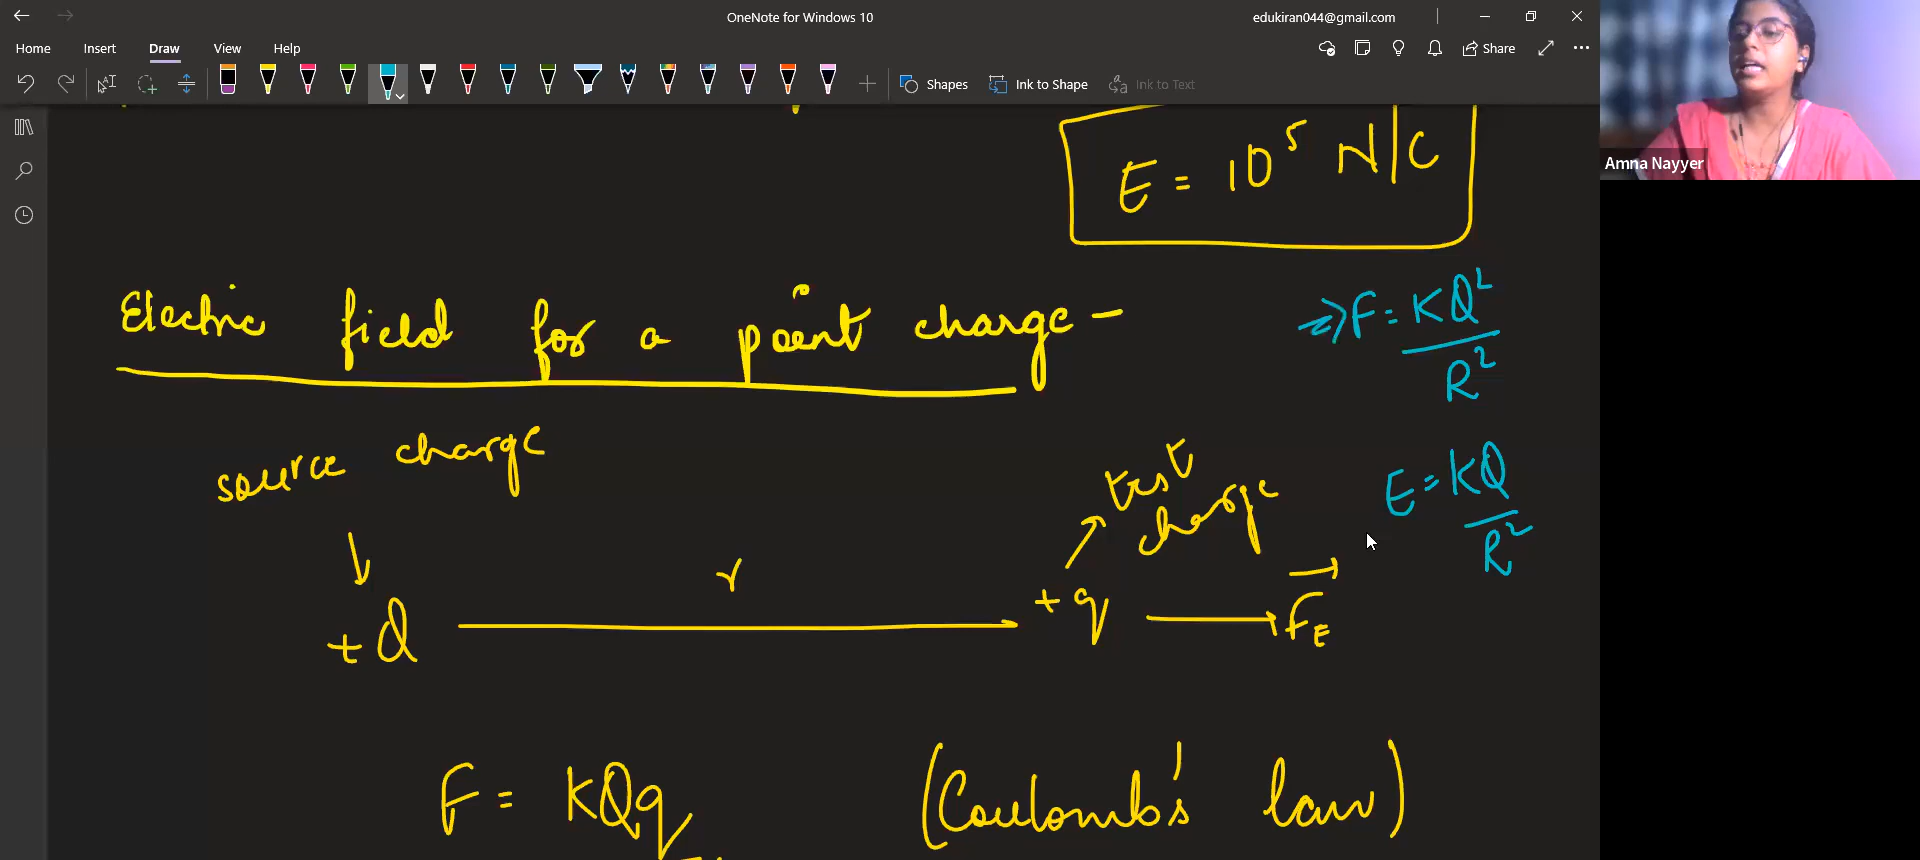 OneNote for Windows 10
edukiran044@gmail.com
Home Insert Draw View Help
Share
Shapes
Ink to Shape
Ink to Text
Amna Nayyer
E = 10⁵ N/C
Electric field for a point charge –
⇒ F = KQ²
R²
source charge
test
charge
E = KQ
R²
r
+Q
+q
F_E
F = KQq
(Coulomb's law)